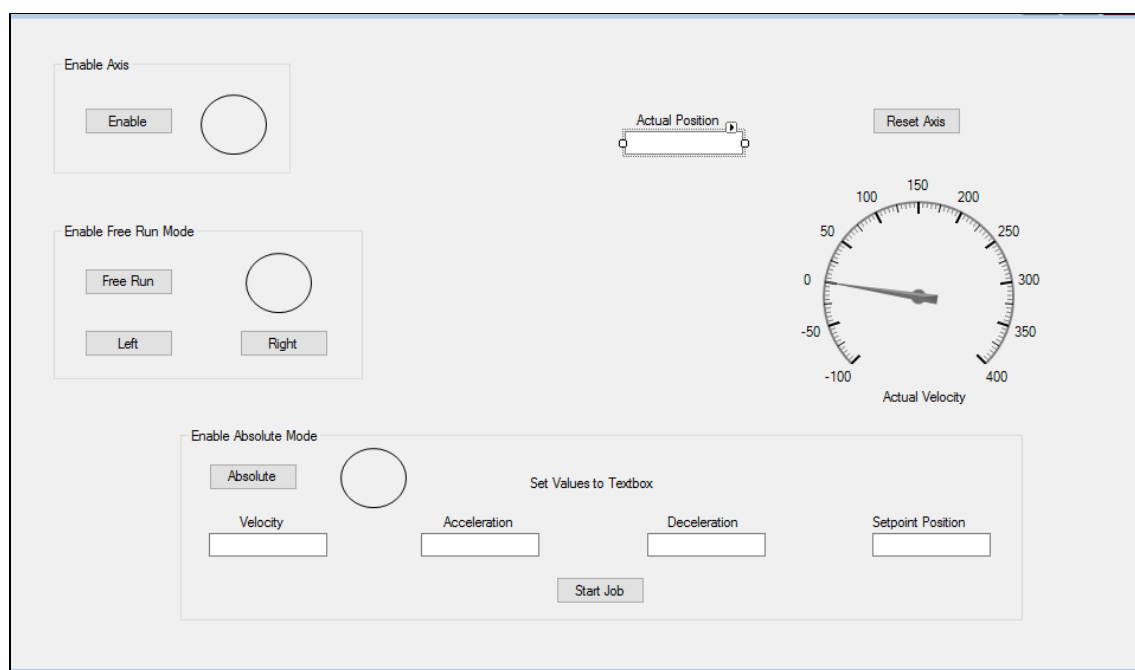 Enable Axis
Enable
Actual Position
Reset Axis
150
100 200
50 250
0 300
-50 350
-100 400
Actual Velocity
Enable Free Run Mode
Free Run
Left Right
Enable Absolute Mode
Absolute
Set Values to Textbox
Velocity Acceleration Deceleration Setpoint Position
Start Job